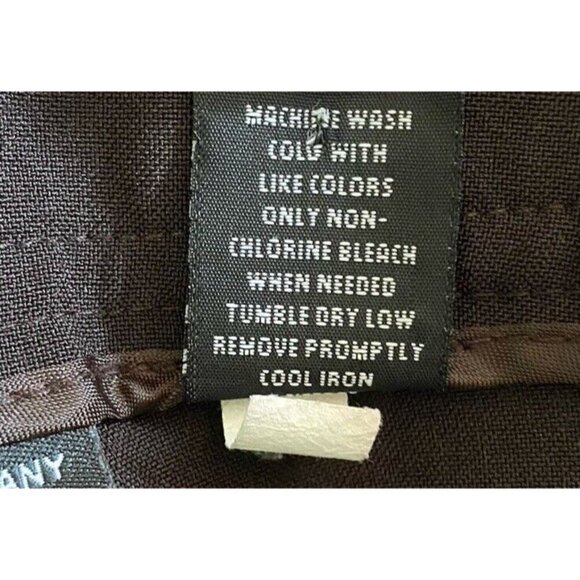 MACHINE WASH
COLD WITH
LIKE COLORS
ONLY NON-
CHLORINE BLEACH
WHEN NEEDED
TUMBLE DRY LOW
REMOVE PROMPTLY
COOL IRON
ANY